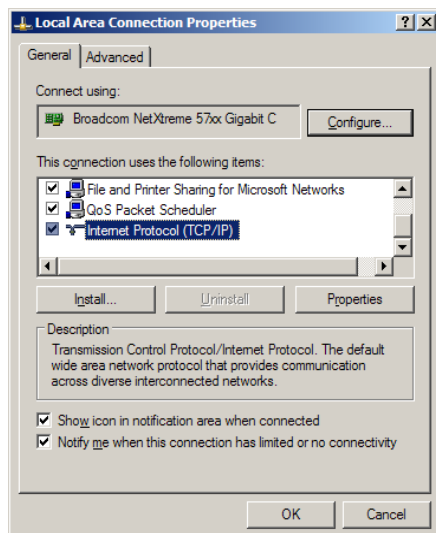 Local Area Connection Properties
General Advanced
Connect using:
Broadcom NetXtreme 57xx Gigabit C Configure...
This connection uses the following items:
File and Printer Sharing for Microsoft Networks
QoS Packet Scheduler
Internet Protocol (TCP/IP)
Install... Uninstall Properties
Description
Transmission Control Protocol/Internet Protocol. The default
wide area network protocol that provides communication
across diverse interconnected networks.
Show icon in notification area when connected
Notify me when this connection has limited or no connectivity
OK Cancel